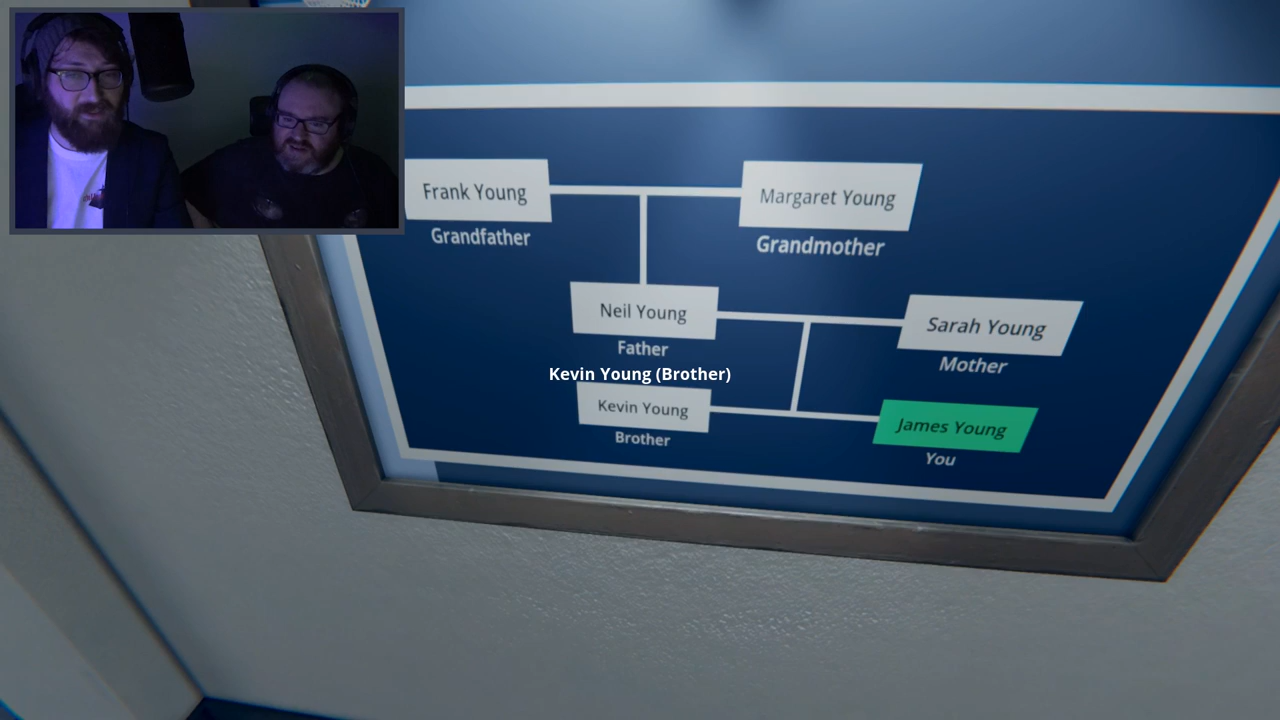 Frank Young
Grandfather
Margaret Young
Grandmother
Neil Young
Father
Sarah Young
Mother
Kevin Young (Brother)
Kevin Young
Brother
James Young
You